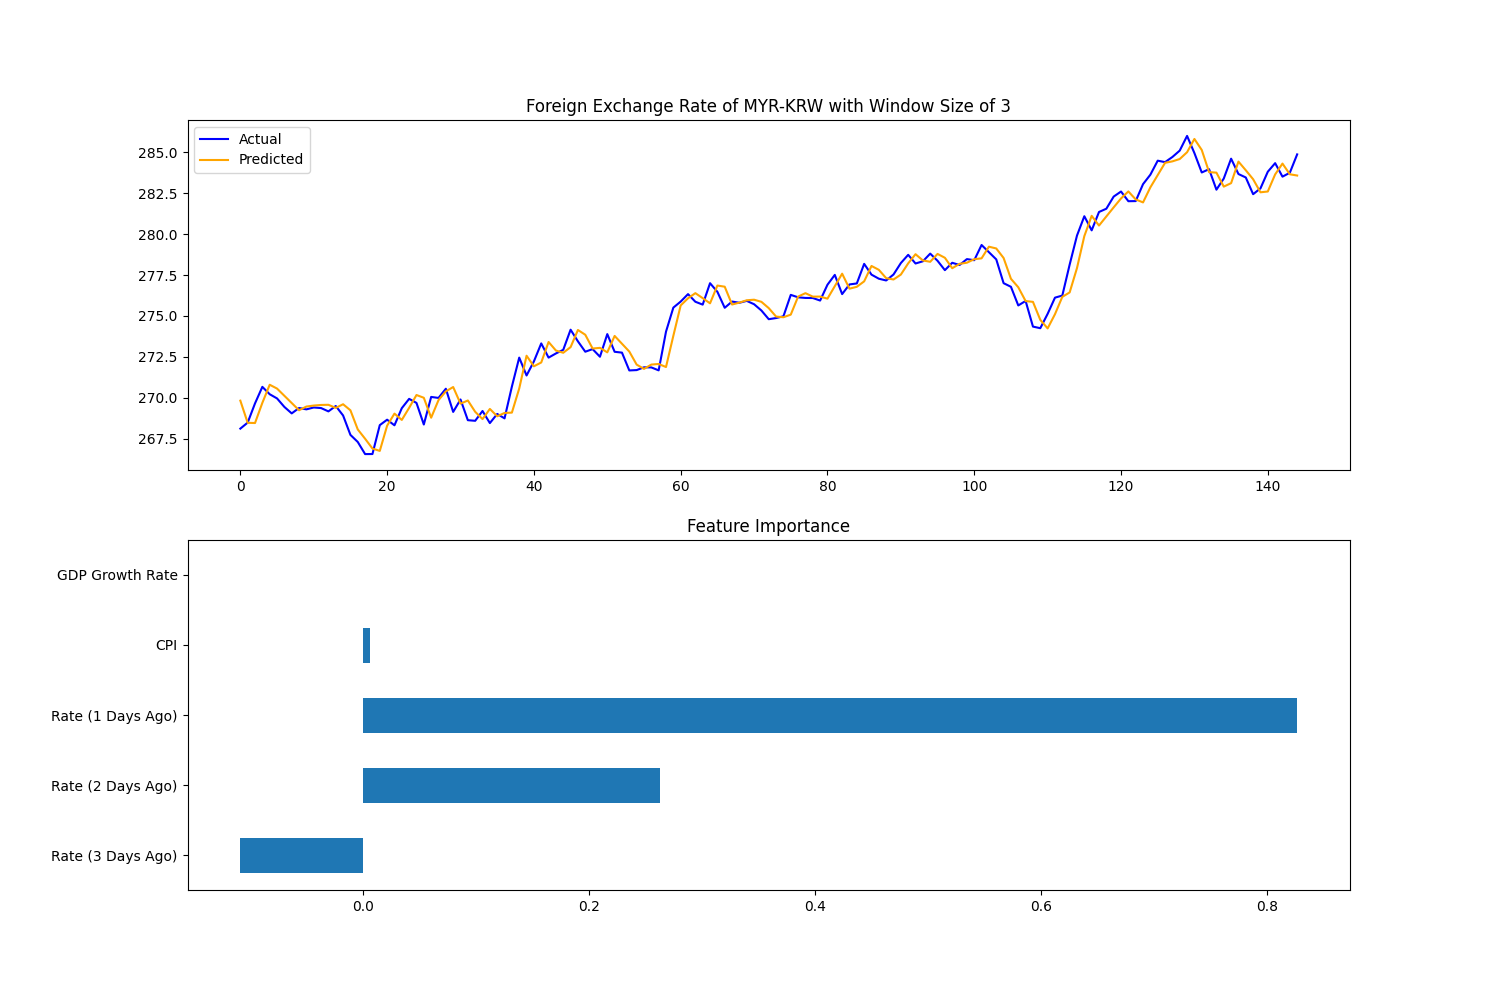 Foreign Exchange Rate of MYR-KRW with Window Size of 3
Actual
Predicted
285.0
282.5
280.0
277.5
275.0
272.5
270.0
267.5
0 20 40 60 80 100 120 140
Feature Importance
GDP Growth Rate
CPI
Rate (1 Days Ago)
Rate (2 Days Ago)
Rate (3 Days Ago)
0.0 0.2 0.4 0.6 0.8